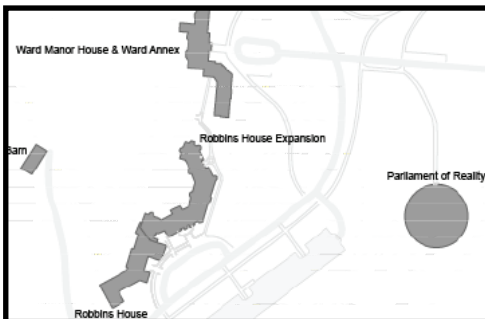 Ward Manor House & Ward Annex
Robbins House Expansion
Barn
Parliament of Reality
Robbins House